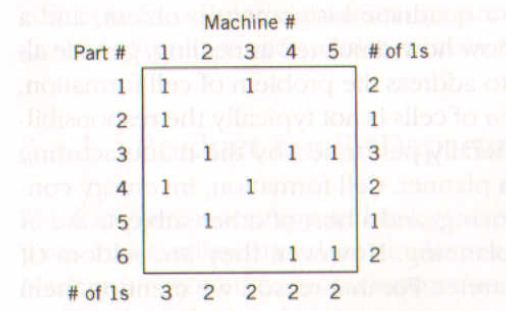 Machine #
Part # 1 2 3 4 5 # of 1s
1 1 1 2
2 1 1
3 1 1 1 3
4 1 1 2
5 1 1
6 1 1 2
# of 1s 3 2 2 2 2